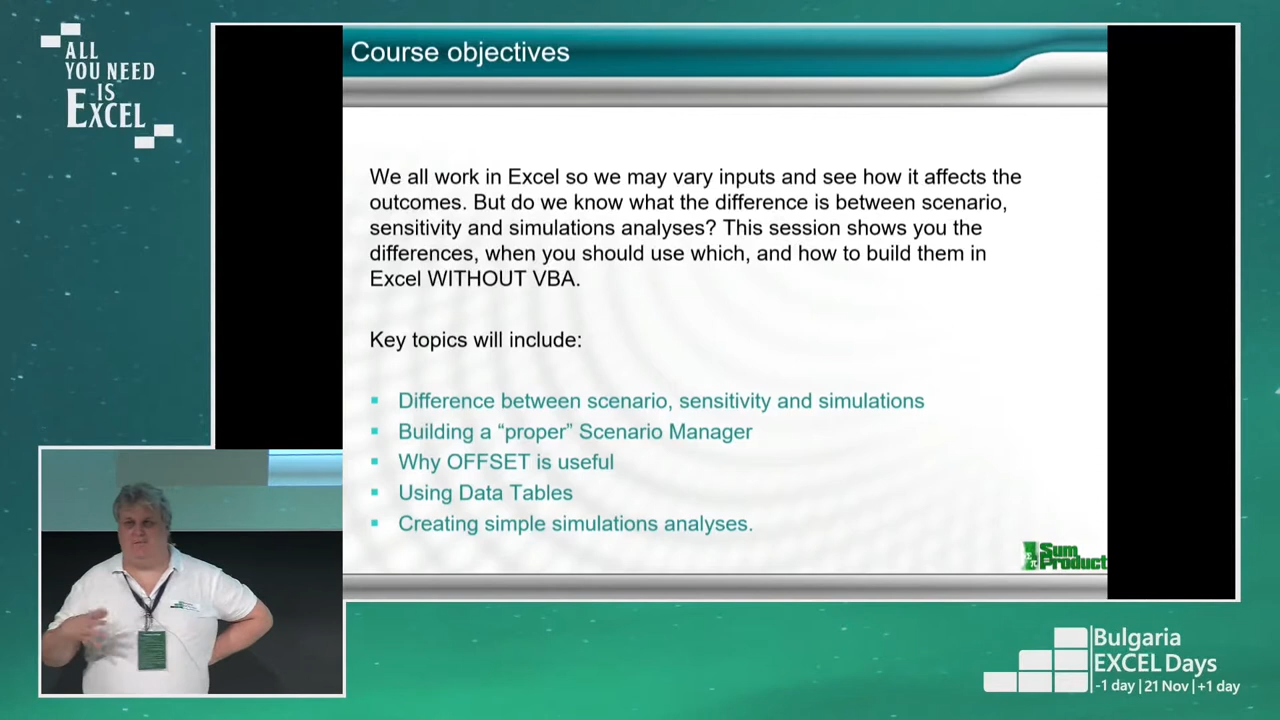 ALL
YOU NEED
IS
EXCEL
Course objectives
We all work in Excel so we may vary inputs and see how it affects the
outcomes. But do we know what the difference is between scenario,
sensitivity and simulations analyses? This session shows you the
differences, when you should use which, and how to build them in
Excel WITHOUT VBA.
Key topics will include:
▪ Difference between scenario, sensitivity and simulations
▪ Building a “proper” Scenario Manager
▪ Why OFFSET is useful
▪ Using Data Tables
▪ Creating simple simulations analyses.
Sum
Product
Bulgaria
EXCEL Days
-1 day | 21 Nov | +1 day